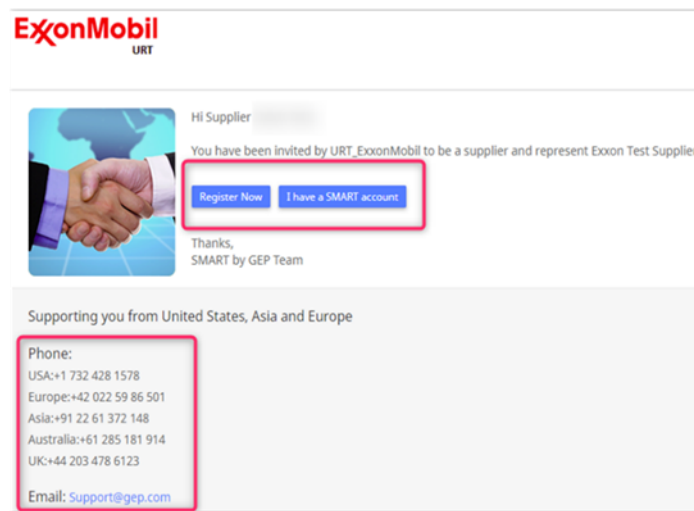 ExxonMobil
URT
Hi Supplier
You have been invited by URT_ExxonMobil to be a supplier and represent Exxon Test Supplier
Register Now
I have a SMART account
Thanks,
SMART by GEP Team
Supporting you from United States, Asia and Europe
Phone:
USA:+1 732 428 1578
Europe:+42 022 59 86 501
Asia:+91 22 61 372 148
Australia:+61 285 181 914
UK:+44 203 478 6123
Email: Support@gep.com